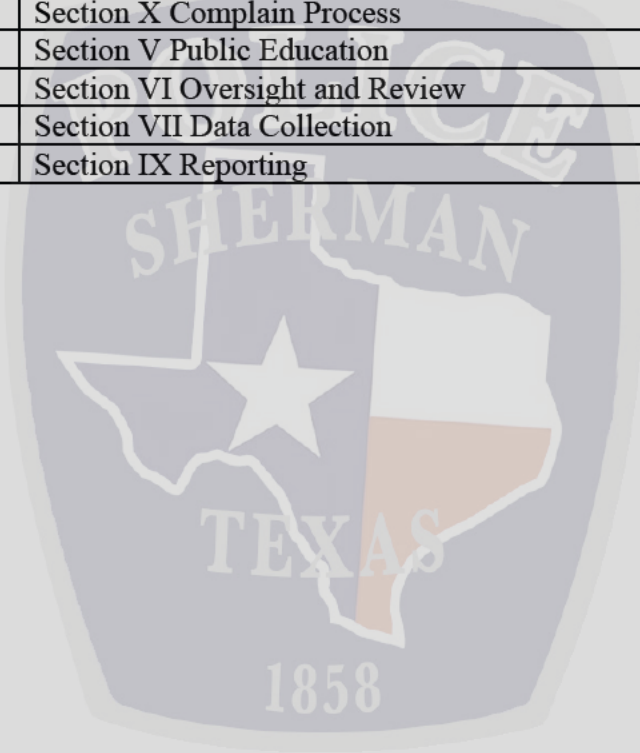 Section X Complain Process
Section V Public Education
Section VI Oversight and Review
Section VII Data Collection
Section IX Reporting
POLICE
SHERMAN
TEXAS
1858